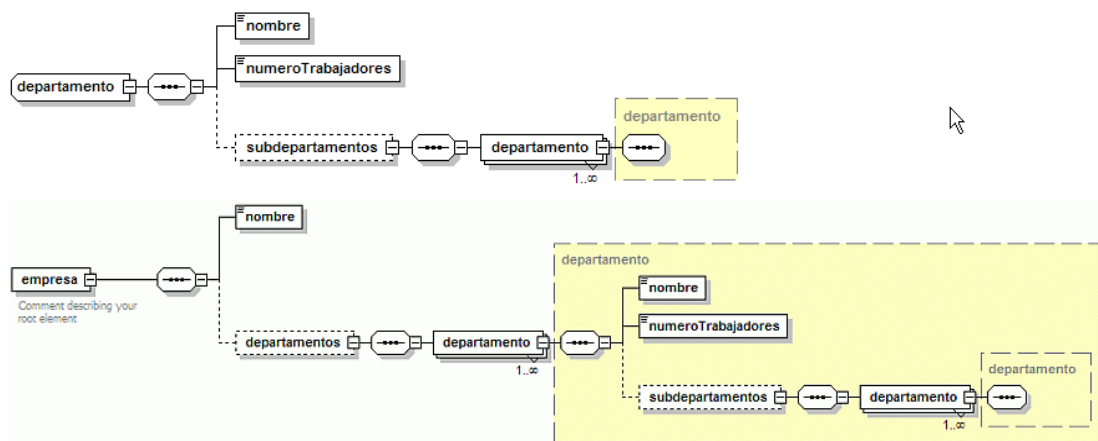 nombre
numeroTrabajadores
departamento
departamento
subdepartamentos
departamento
1..∞
nombre
departamento
empresa
nombre
Comment describing your
root element
numeroTrabajadores
departamentos
departamento
1..∞
departamento
subdepartamentos
departamento
1..∞